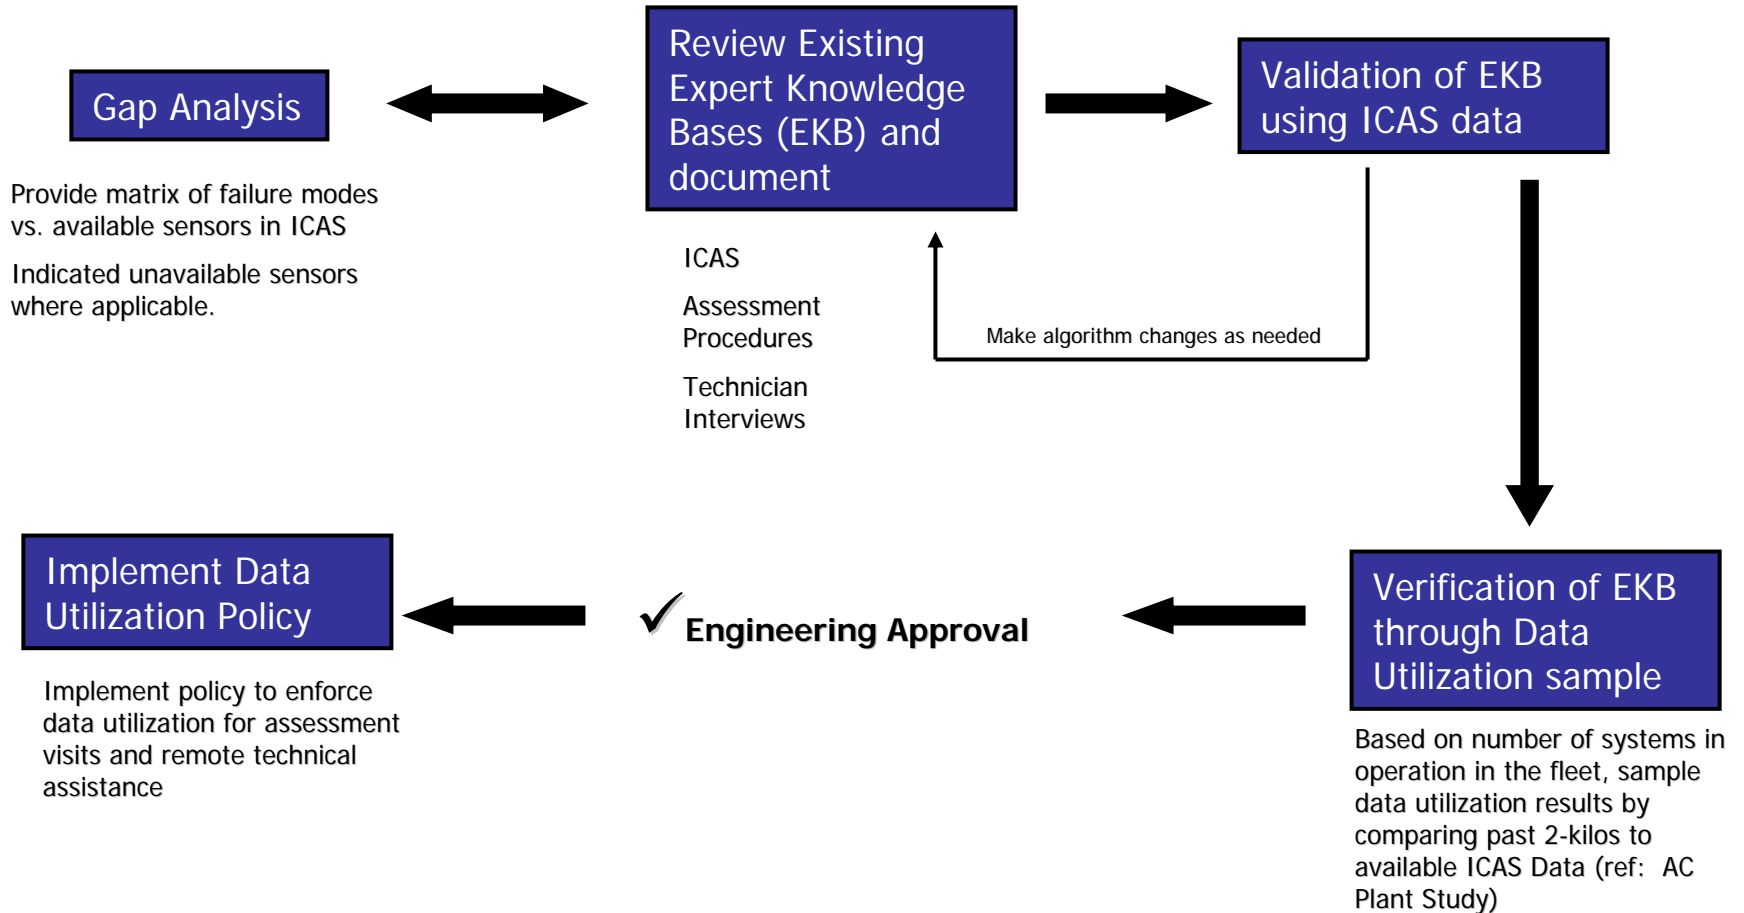 Gap Analysis
Provide matrix of failure modes
vs. available sensors in ICAS
Indicated unavailable sensors
where applicable.
Review Existing
Expert Knowledge
Bases (EKB) and
document
ICAS
Assessment
Procedures
Technician
Interviews
Validation of EKB
using ICAS data
Make algorithm changes as needed
Verification of EKB
through Data
Utilization sample
Based on number of systems in
operation in the fleet, sample
data utilization results by
comparing past 2-kilos to
available ICAS Data (ref:  AC
Plant Study)
✓Engineering Approval
Implement Data
Utilization Policy
Implement policy to enforce
data utilization for assessment
visits and remote technical
assistance